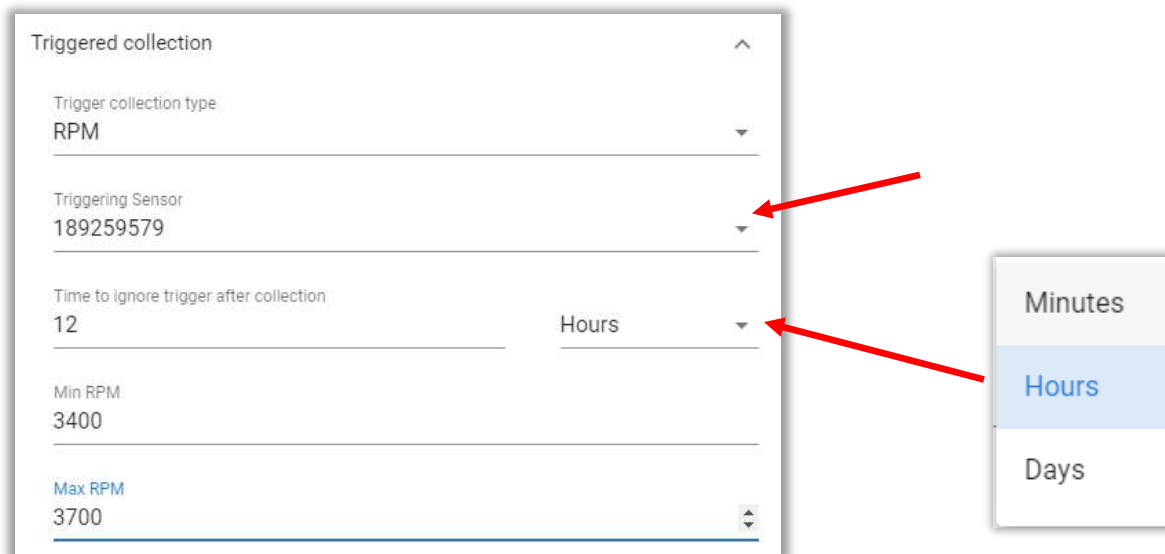 Triggered collection
Trigger collection type
RPM
Triggering Sensor
189259579
Time to ignore trigger after collection
12 Hours
Min RPM
3400
Max RPM
3700
Minutes
Hours
Days